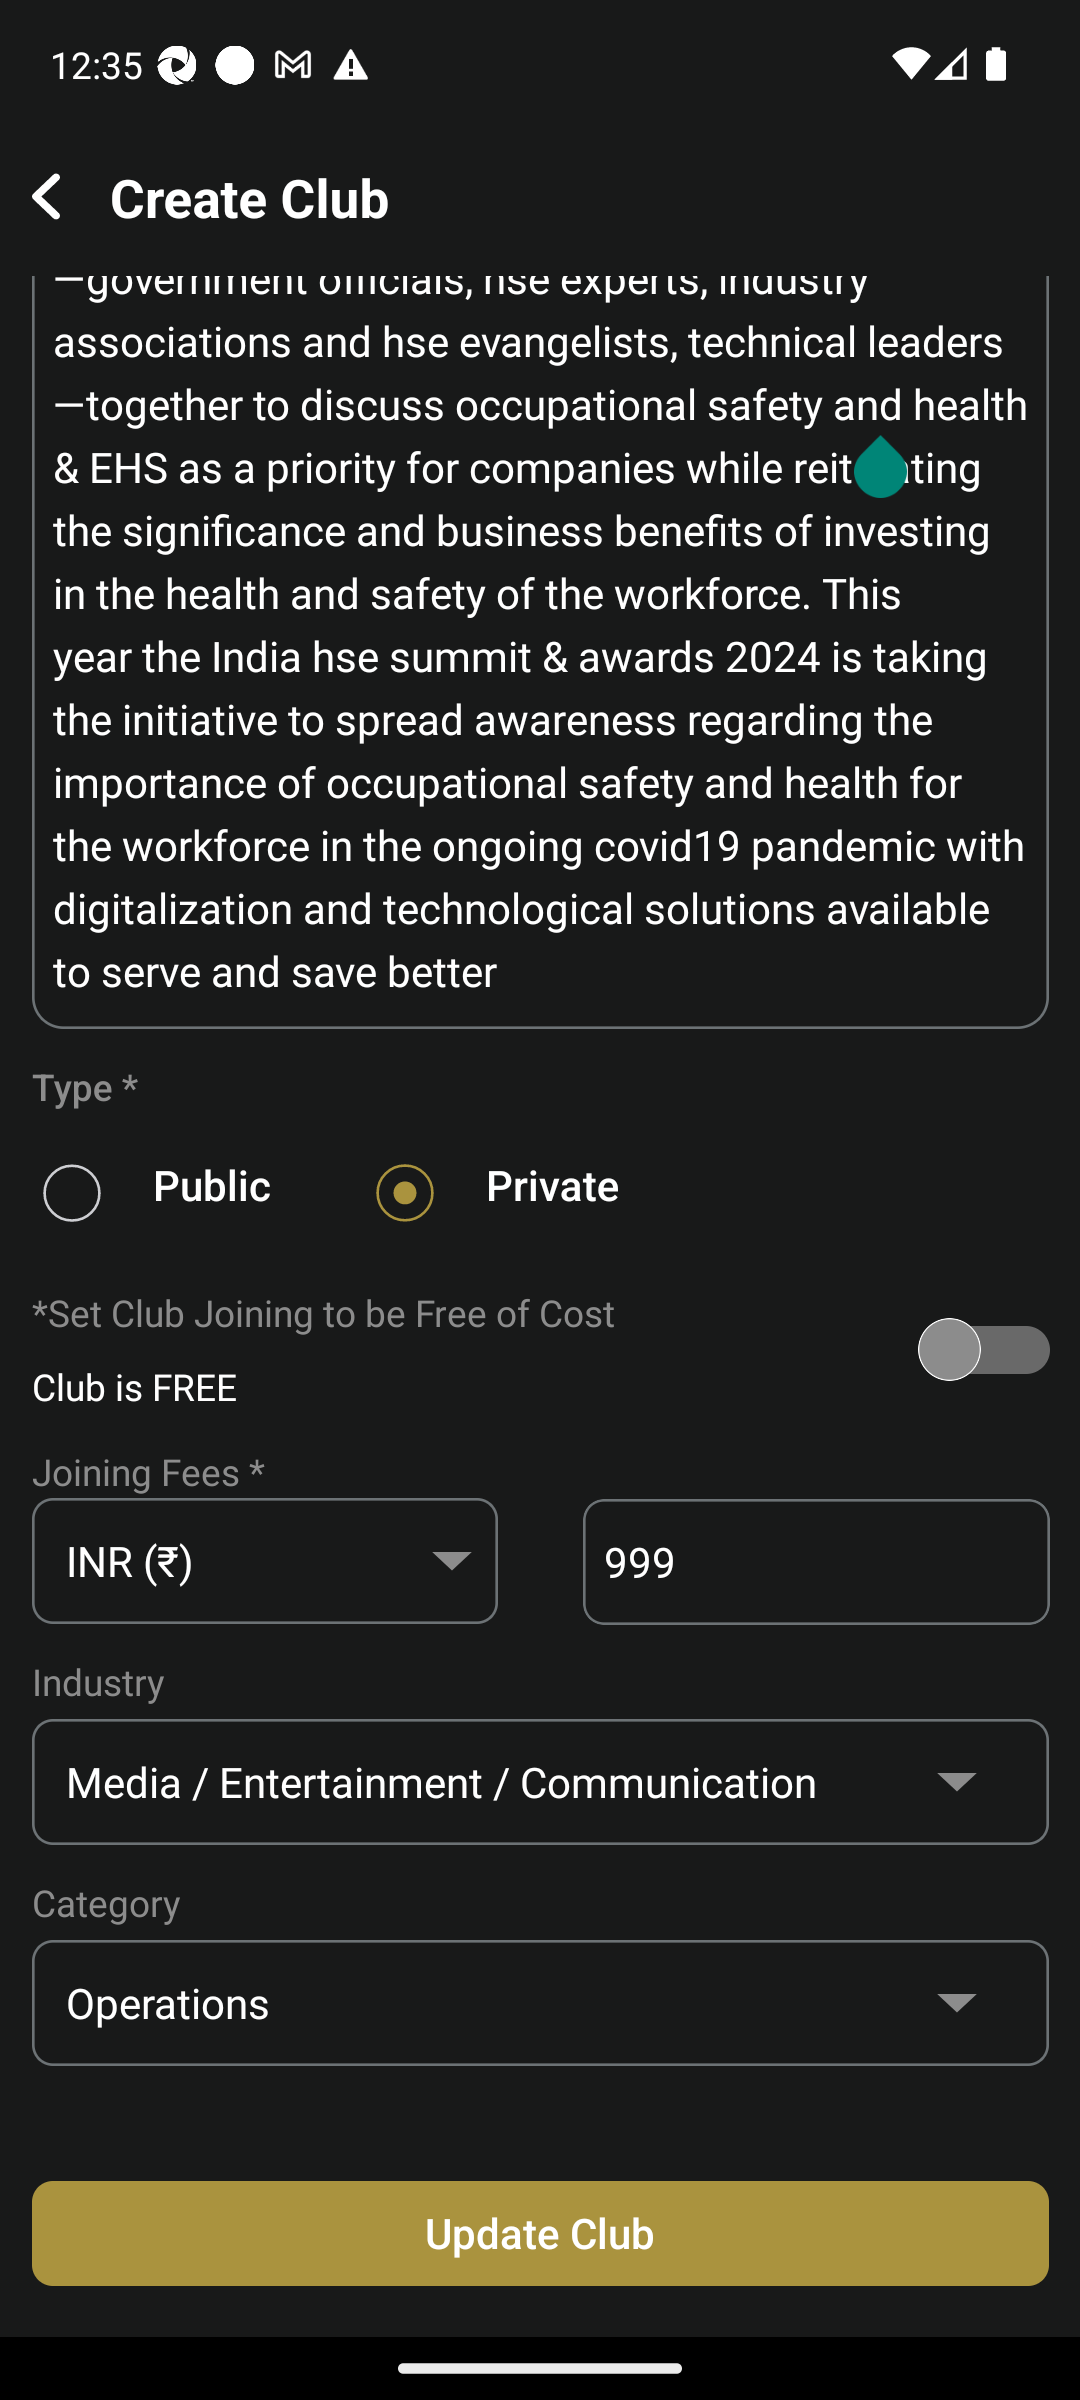 12:35
Create Club
—government officials, hse experts, industry
associations and hse evangelists, technical leaders
—together to discuss occupational safety and health
& EHS as a priority for companies while
the significance and business benefits of investing
in the health and safety of the workforce. This
year the India hse summit & awards 2024 is taking
the initiative to spread awareness regarding the
importance of occupational safety and health for
the workforce in the ongoing covid19 pandemic with
digitalization and technological solutions available
to serve and save better
Type *
Public Private
*Set Club Joining to be Free of Cost
Club is FREE
Joining Fees *
INR (₹) 999
Industry
Media / Entertainment / Communication
Category
Operations
Update Club